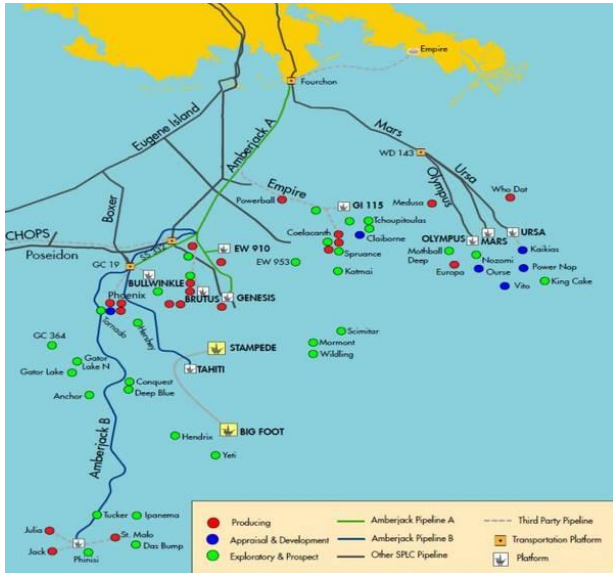 Empire
Fourchon
Eugene Island
Amberjack A
Mars
WD 143
Ursa
Olympus
Who Dat
Empire
Powerball
Medusa
GI 115
Boxer
Tchoupitoulas
Coelacanth
Claiborne
OLYMPUS
MARS
URSA
CHOPS
Poseidon
SS 332
EW 910
Spruance
Mothball
Deep
Kaikias
GC 19
EW 953
Katmai
Europa
Nozomi
Ourse
Power Nap
BULLWINKLE
Vito
King Cake
Phoenix
BRUTUS
GENESIS
Tornado
Hershey
Scimitar
GC 364
STAMPEDE
Mormont
Wildling
Gator
Lake N
Gator Lake
TAHITI
Conquest
Deep Blue
Anchor
Amberjack B
Hendrix
BIG FOOT
Yeti
Tucker
Ipanema
Julia
St. Malo
Das Bump
Jack
Phinisi
Producing
Appraisal & Development
Exploratory & Prospect
Amberjack Pipeline A
Amberjack Pipeline B
Other SPLC Pipeline
Third Party Pipeline
Transportation Platform
Platform